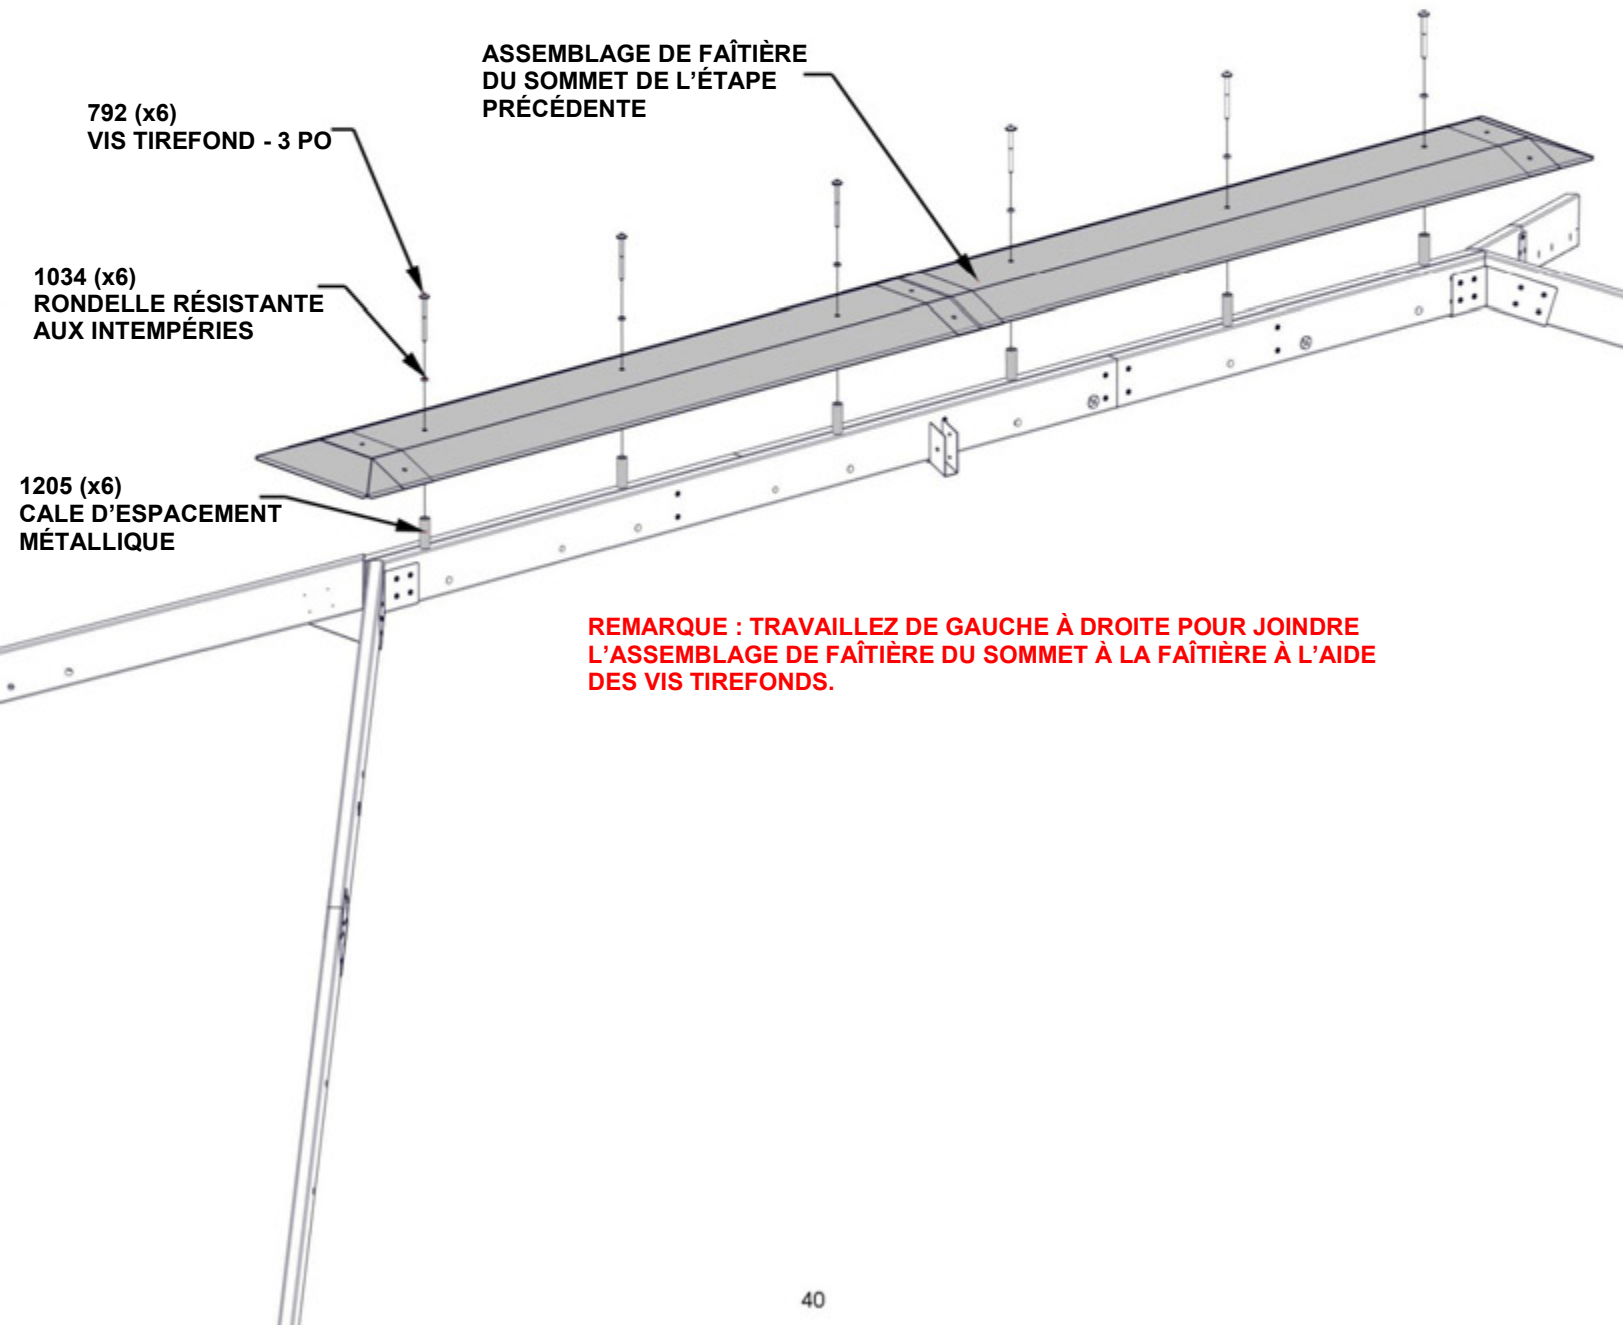 ASSEMBLAGE DE FAÎTIÈRE
DU SOMMET DE L’ÉTAPE
PRÉCÉDENTE
792 (x6)
VIS TIREFOND - 3 PO
1034 (x6)
RONDELLE RÉSISTANTE
AUX INTEMPÉRIES
1205 (x6)
CALE D’ESPACEMENT
MÉTALLIQUE
REMARQUE : TRAVAILLEZ DE GAUCHE À DROITE POUR JOINDRE
L’ASSEMBLAGE DE FAÎTIÈRE DU SOMMET À LA FAÎTIÈRE À L’AIDE
DES VIS TIREFONDS.
40